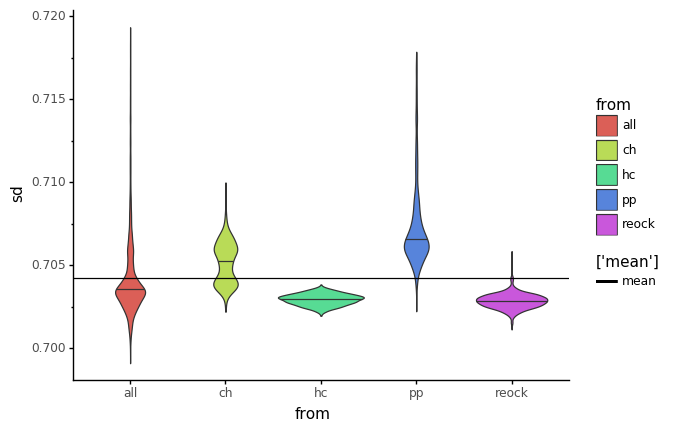 0.720
0.715
0.710
0.705
0.700
sd
all
ch
hc
pp
reock
from
from
all
ch
hc
pp
reock
['mean']
mean